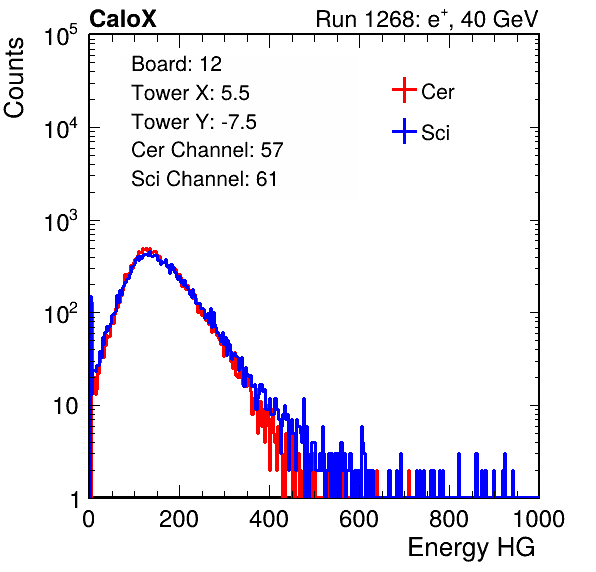 CaloX Run 1268: e⁺, 40 GeV
Board: 12
Tower X: 5.5
Tower Y: -7.5
Cer Channel: 57
Sci Channel: 61
Cer
Sci
Counts
10⁵
10⁴
10³
10²
10
1
0 200 400 600 800 1000
Energy HG